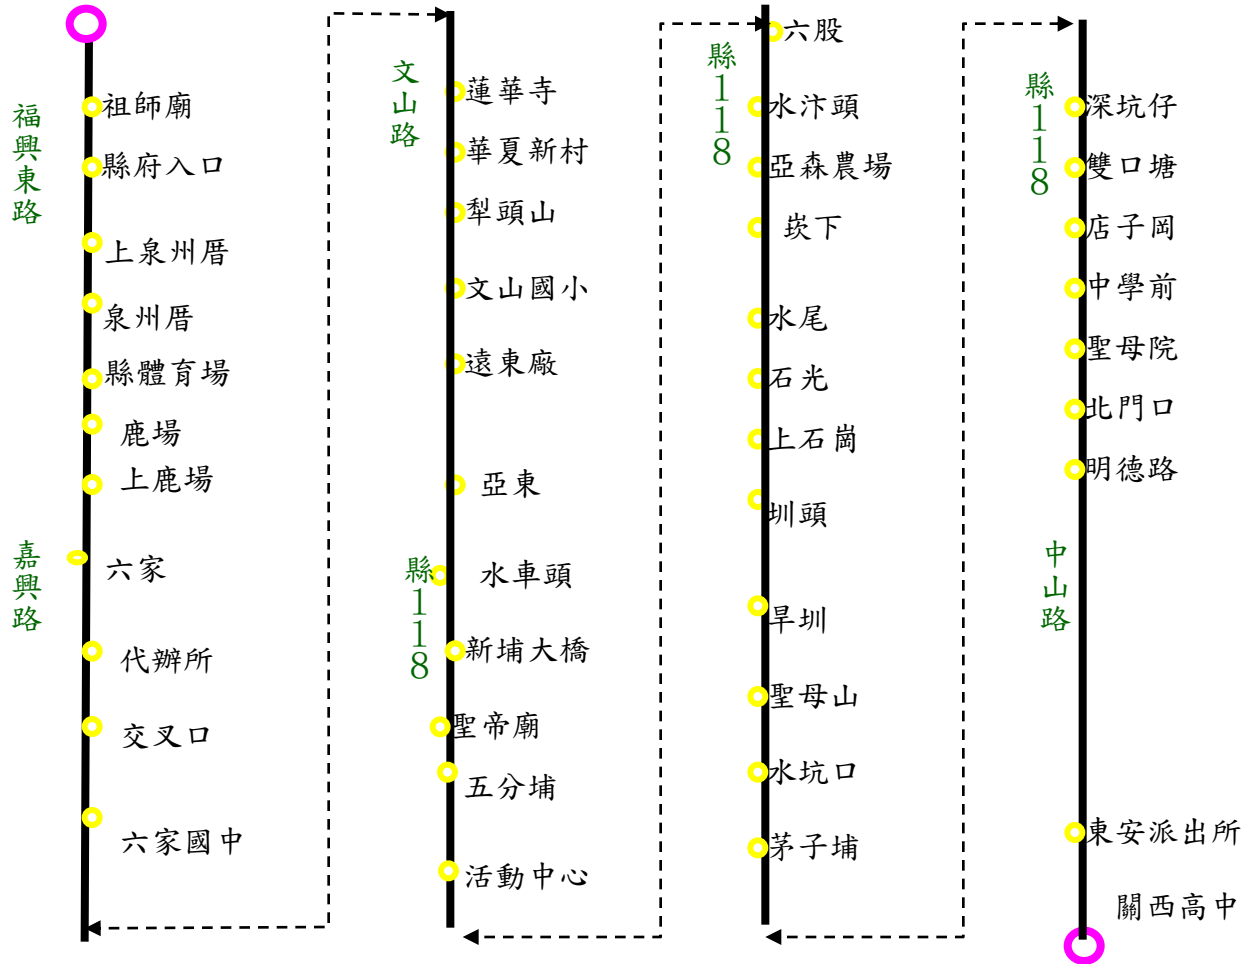 福興東路
祖師廟
縣府入口
上泉州厝
泉州厝
縣體育場
鹿場
上鹿場
嘉興路
六家
代辦所
交叉口
六家國中
文山路
蓮華寺
華夏新村
犁頭山
文山國小
遠東廠
亞東
縣118
水車頭
新埔大橋
聖帝廟
五分埔
活動中心
縣118
六股
水汴頭
亞森農場
崁下
水尾
石光
上石崗
圳頭
旱圳
聖母山
水坑口
茅子埔
縣118
深坑仔
雙口塘
店子岡
中學前
聖母院
北門口
明德路
中山路
東安派出所
關西高中